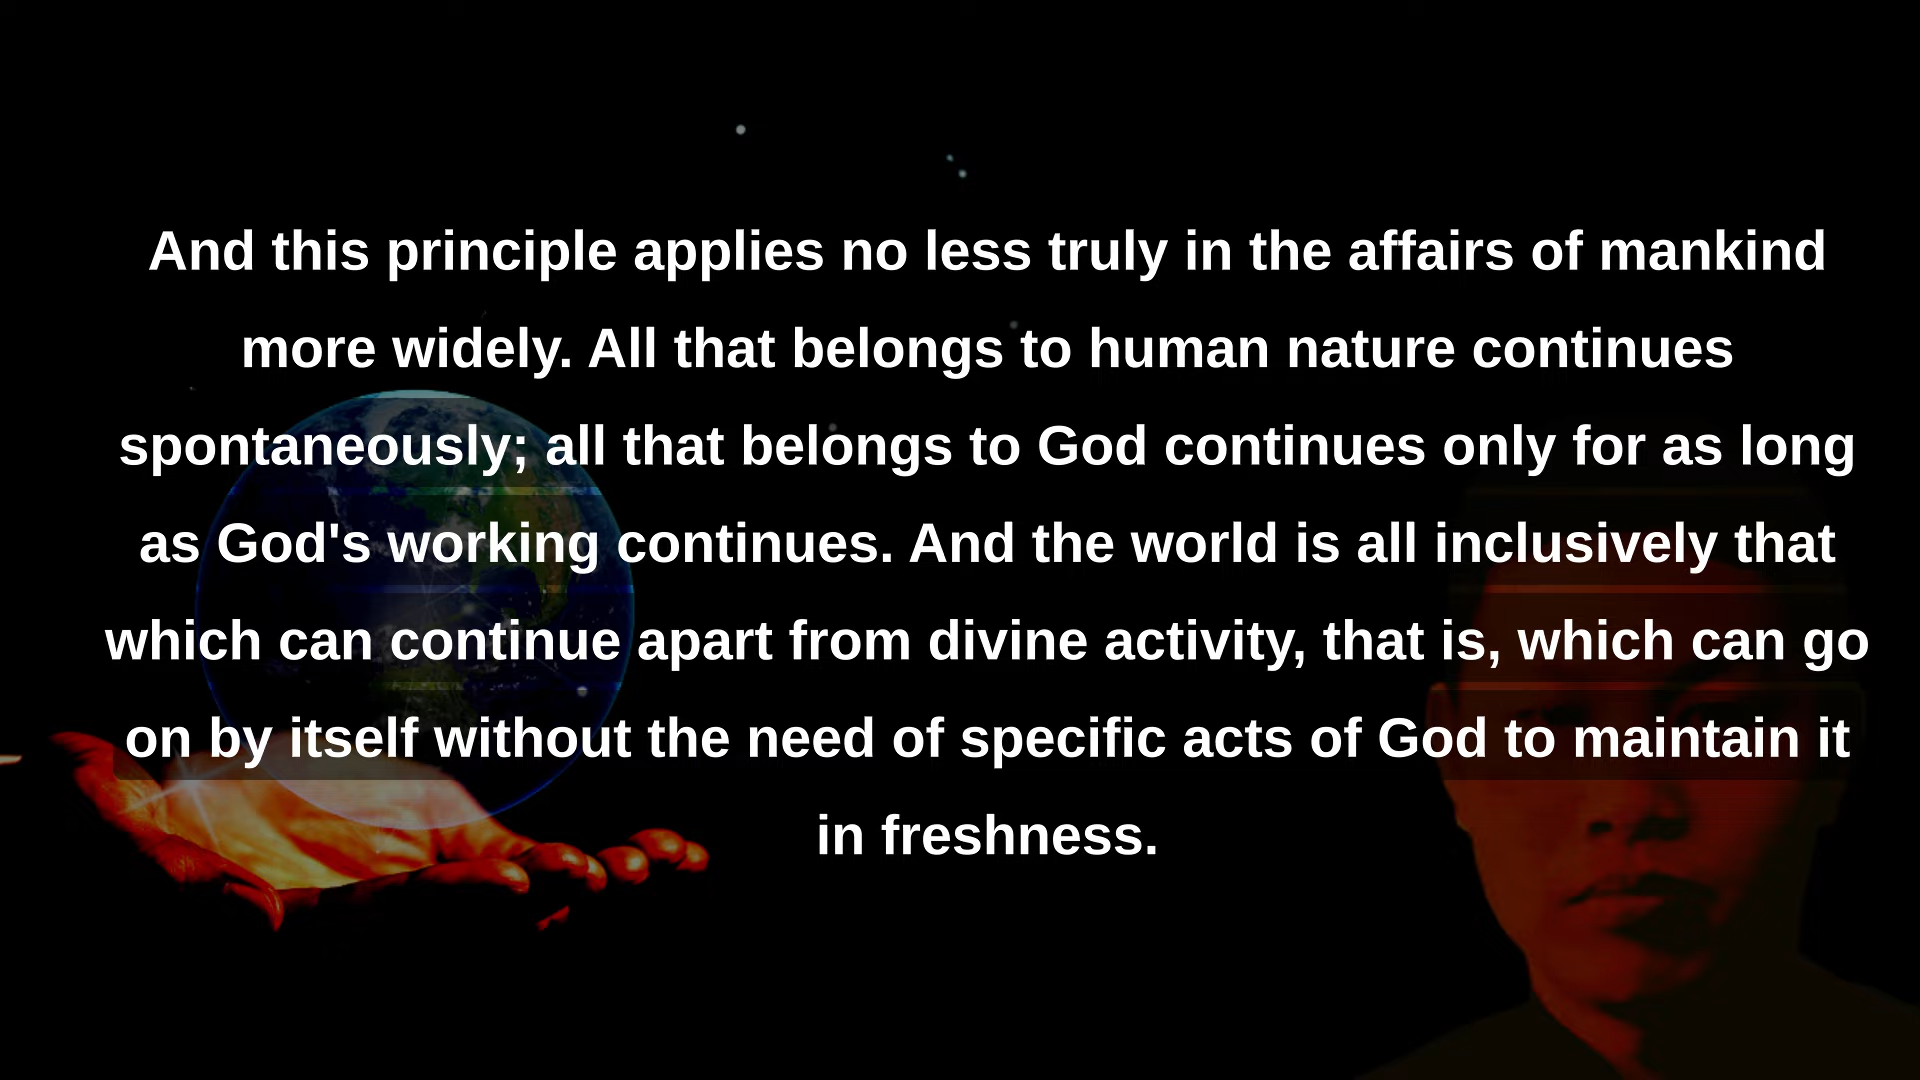 And this principle applies no less truly in the affairs of mankind
more widely. All that belongs to human nature continues
spontaneously; all that belongs to God continues only for as long
as God's working continues. And the world is all inclusively that
which can continue apart from divine activity, that is, which can go
on by itself without the need of specific acts of God to maintain it
in freshness.